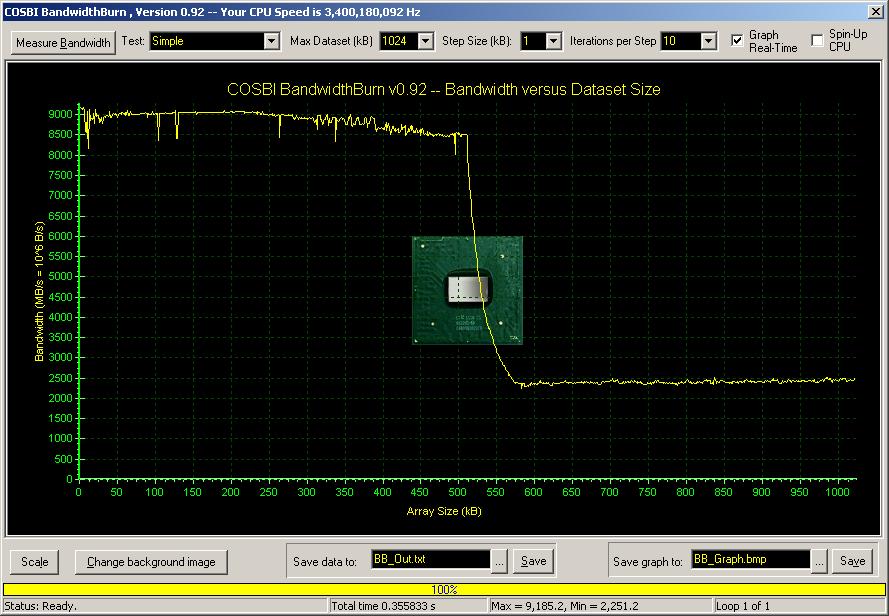 COSBI BandwidthBurn , Version 0.92 -- Your CPU Speed is 3,400,180,092 Hz
Measure Bandwidth Test: Simple Max Dataset (kB) 1024 Step Size (kB): 1 Iterations per Step 10 Graph Real-Time Spin-Up CPU
COSBI BandwidthBurn v0.92 -- Bandwidth versus Dataset Size
Bandwidth (MB/s = 10^6 B/s)
9000
8500
8000
7500
7000
6500
6000
5500
5000
4500
4000
3500
3000
2500
2000
1500
1000
500
0
0 50 100 150 200 250 300 350 400 450 500 550 600 650 700 750 800 850 900 950 1000
Array Size (kB)
Scale Change background image Save data to: BB_Out.txt ... Save Save graph to: BB_Graph.bmp ... Save
100%
Status: Ready. Total time 0.355833 s Max = 9,185.2, Min = 2,251.2 Loop 1 of 1